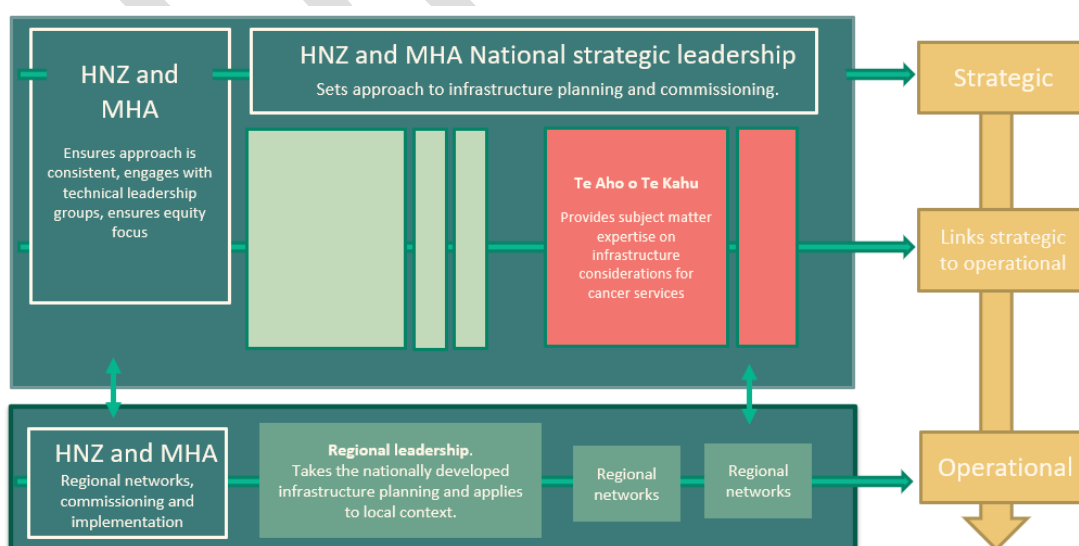 HNZ and
MHA
Ensures approach is
consistent, engages with
technical leadership
groups, ensures equity
focus
HNZ and MHA National strategic leadership
Sets approach to infrastructure planning and commissioning.
Strategic
Te Aho o Te Kahu
Provides subject matter
expertise on
infrastructure
considerations for
cancer services
Links strategic
to operational
HNZ and MHA
Regional networks,
commissioning and
implementation
Regional leadership.
Takes the nationally developed
infrastructure planning and applies
to local context.
Regional
networks
Regional
networks
Operational